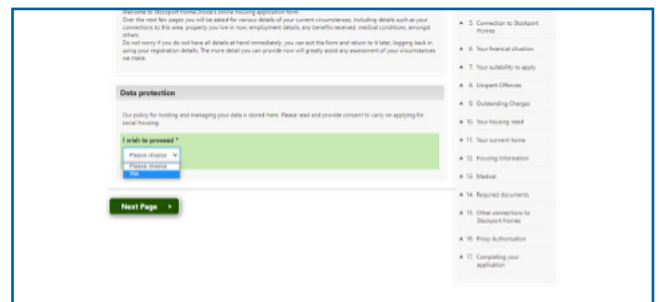 Welcome to Stockport HomeChoice's online housing application form.
Over the next few pages you will be asked for various details of your current circumstances, including details such as your
connections to this area, property you live in now, employment details, any benefits received, medical conditions, amongst
others.
Do not worry if you do not have all details at hand immediately, you can exit the form and return to it later, logging back in
using your registration details. The more detail you can provide now will greatly assist any assessment of your circumstances
we make.
Data protection
Our policy for hosting and managing your data is stored Here. Please read and provide consent to carry on applying for
social housing.
I wish to proceed *
Please choose
Please choose
Yes
Next Page
5. Connection to Stockport
Homes
6. Your financial situation
7. Your suitability to apply
8. Unspent Offences
9. Outstanding Charges
10. Your housing need
11. Your current home
12. Housing Information
13. Medical
14. Required documents
15. Other connections to
Stockport Homes
16. Proxy Authorisation
17. Completing your
application